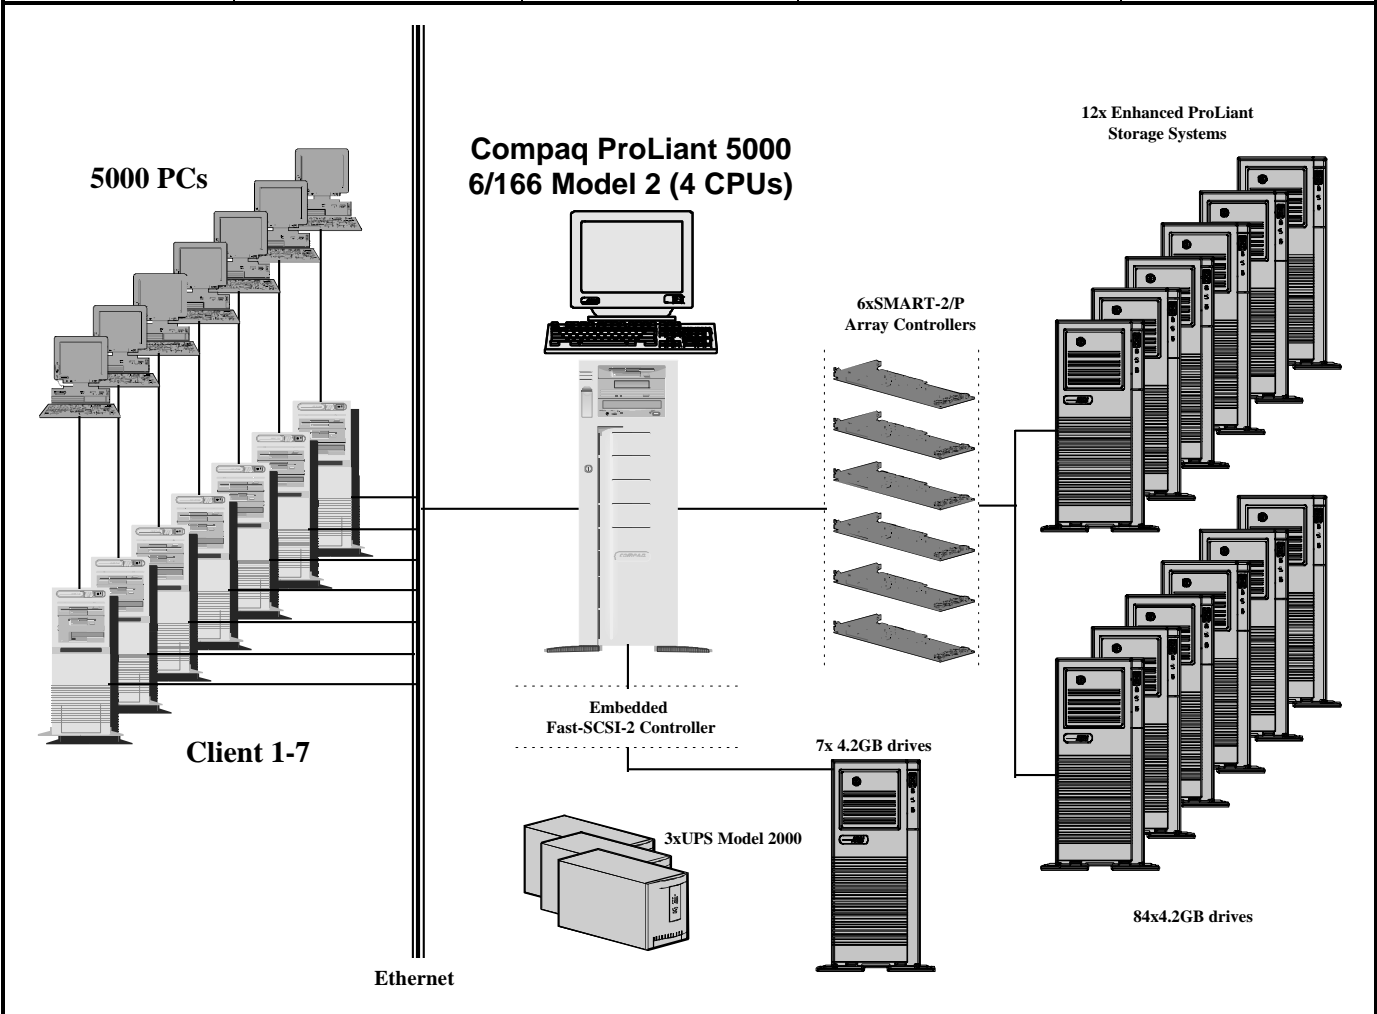 12x Enhanced ProLiant
Storage Systems
Compaq ProLiant 5000
6/166 Model 2 (4 CPUs)
5000 PCs
6xSMART-2/P
Array Controllers
Embedded
Fast-SCSI-2 Controller
Client 1-7
7x 4.2GB drives
3xUPS Model 2000
84x4.2GB drives
Ethernet